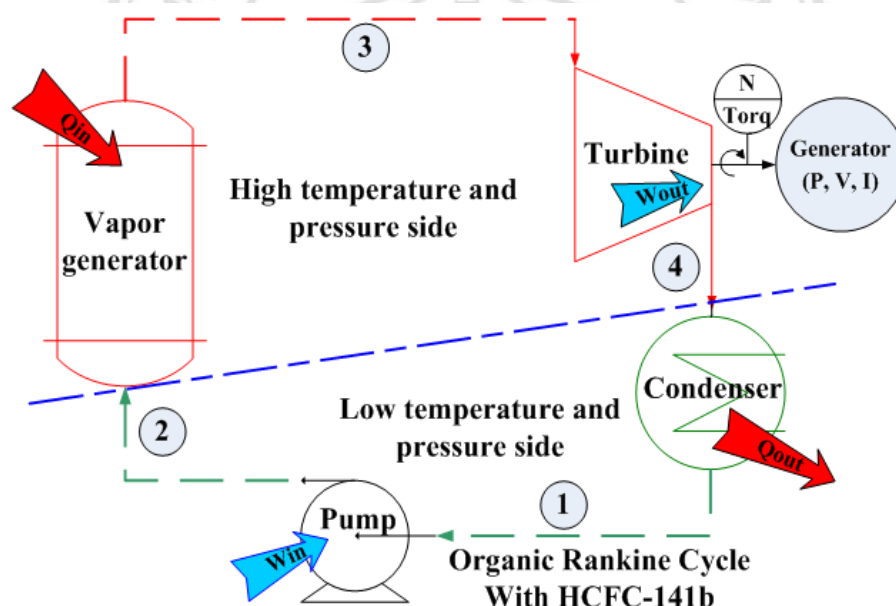 3
N
Torq
Qin
Turbine
Generator
(P, V, I)
Wout
High temperature and
pressure side
Vapor
generator
4
Condenser
Low temperature and
pressure side
2
Qout
1
Pump
Win
Organic Rankine Cycle
With HCFC-141b